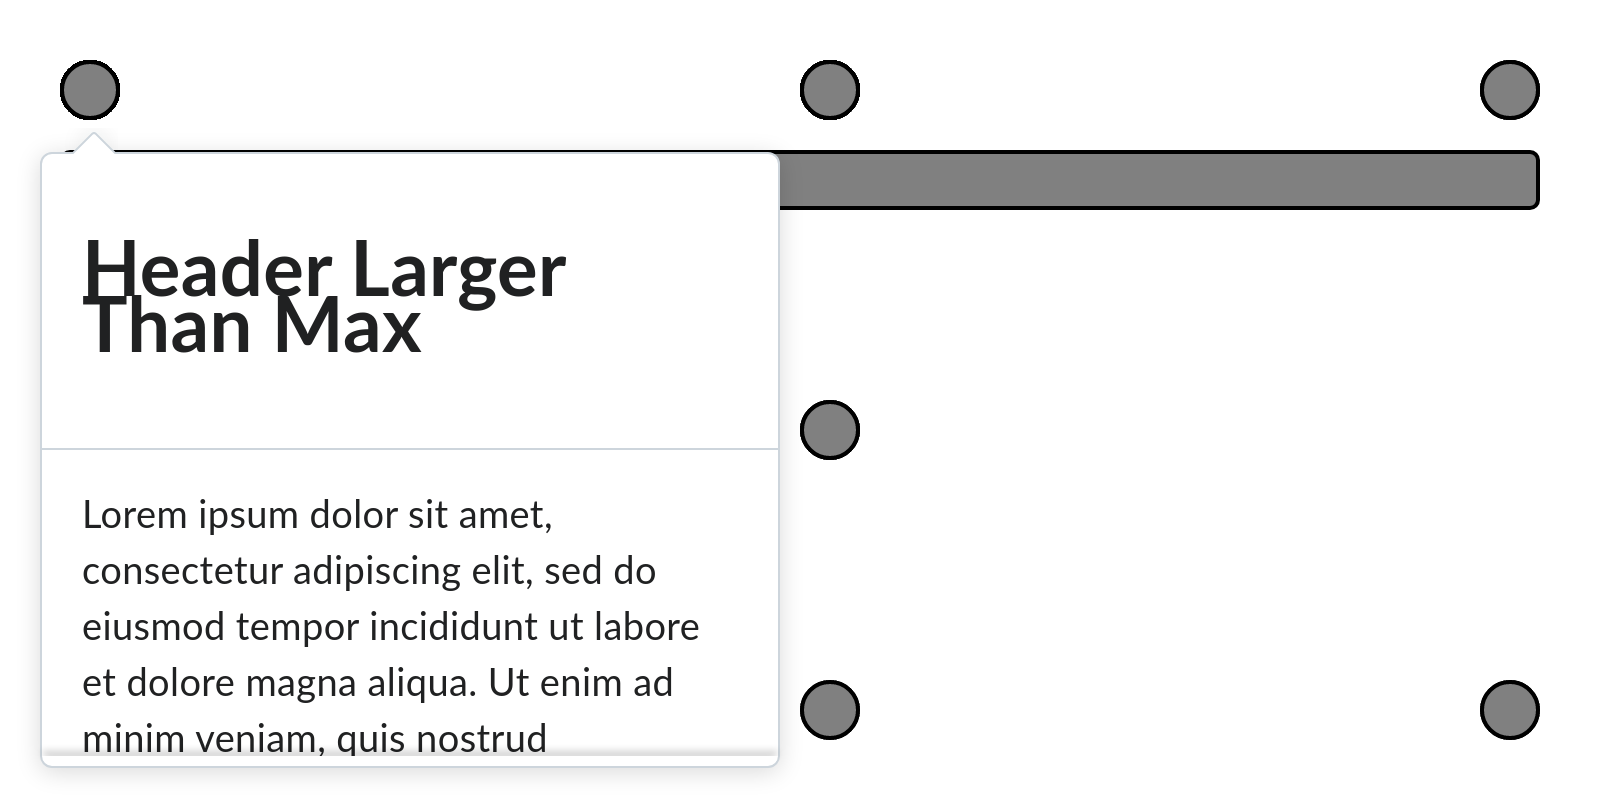 Header Larger
Than Max
Lorem ipsum dolor sit amet,
consectetur adipiscing elit, sed do
eiusmod tempor incididunt ut labore
et dolore magna aliqua. Ut enim ad
minim veniam, quis nostrud